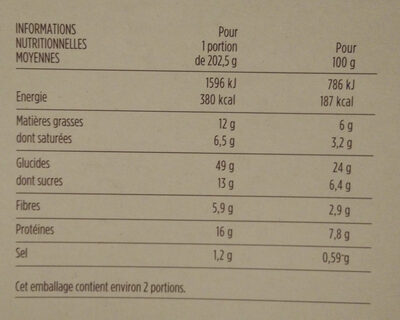 INFORMATIONS
NUTRITIONNELLES
MOYENNES
Pour
1 portion
de 202,5 g
Pour
100 g
1596 kJ 786 kJ
Energie 380 kcal 187 kcal
Matières grasses 12 g 6 g
dont saturées 6,5 g 3,2 g
Glucides 49 g 24 g
dont sucres 13 g 6,4 g
Fibres 5,9 g 2,9 g
Protéines 16 g 7,8 g
Sel 1,2 g 0,59 g
Cet emballage contient environ 2 portions.